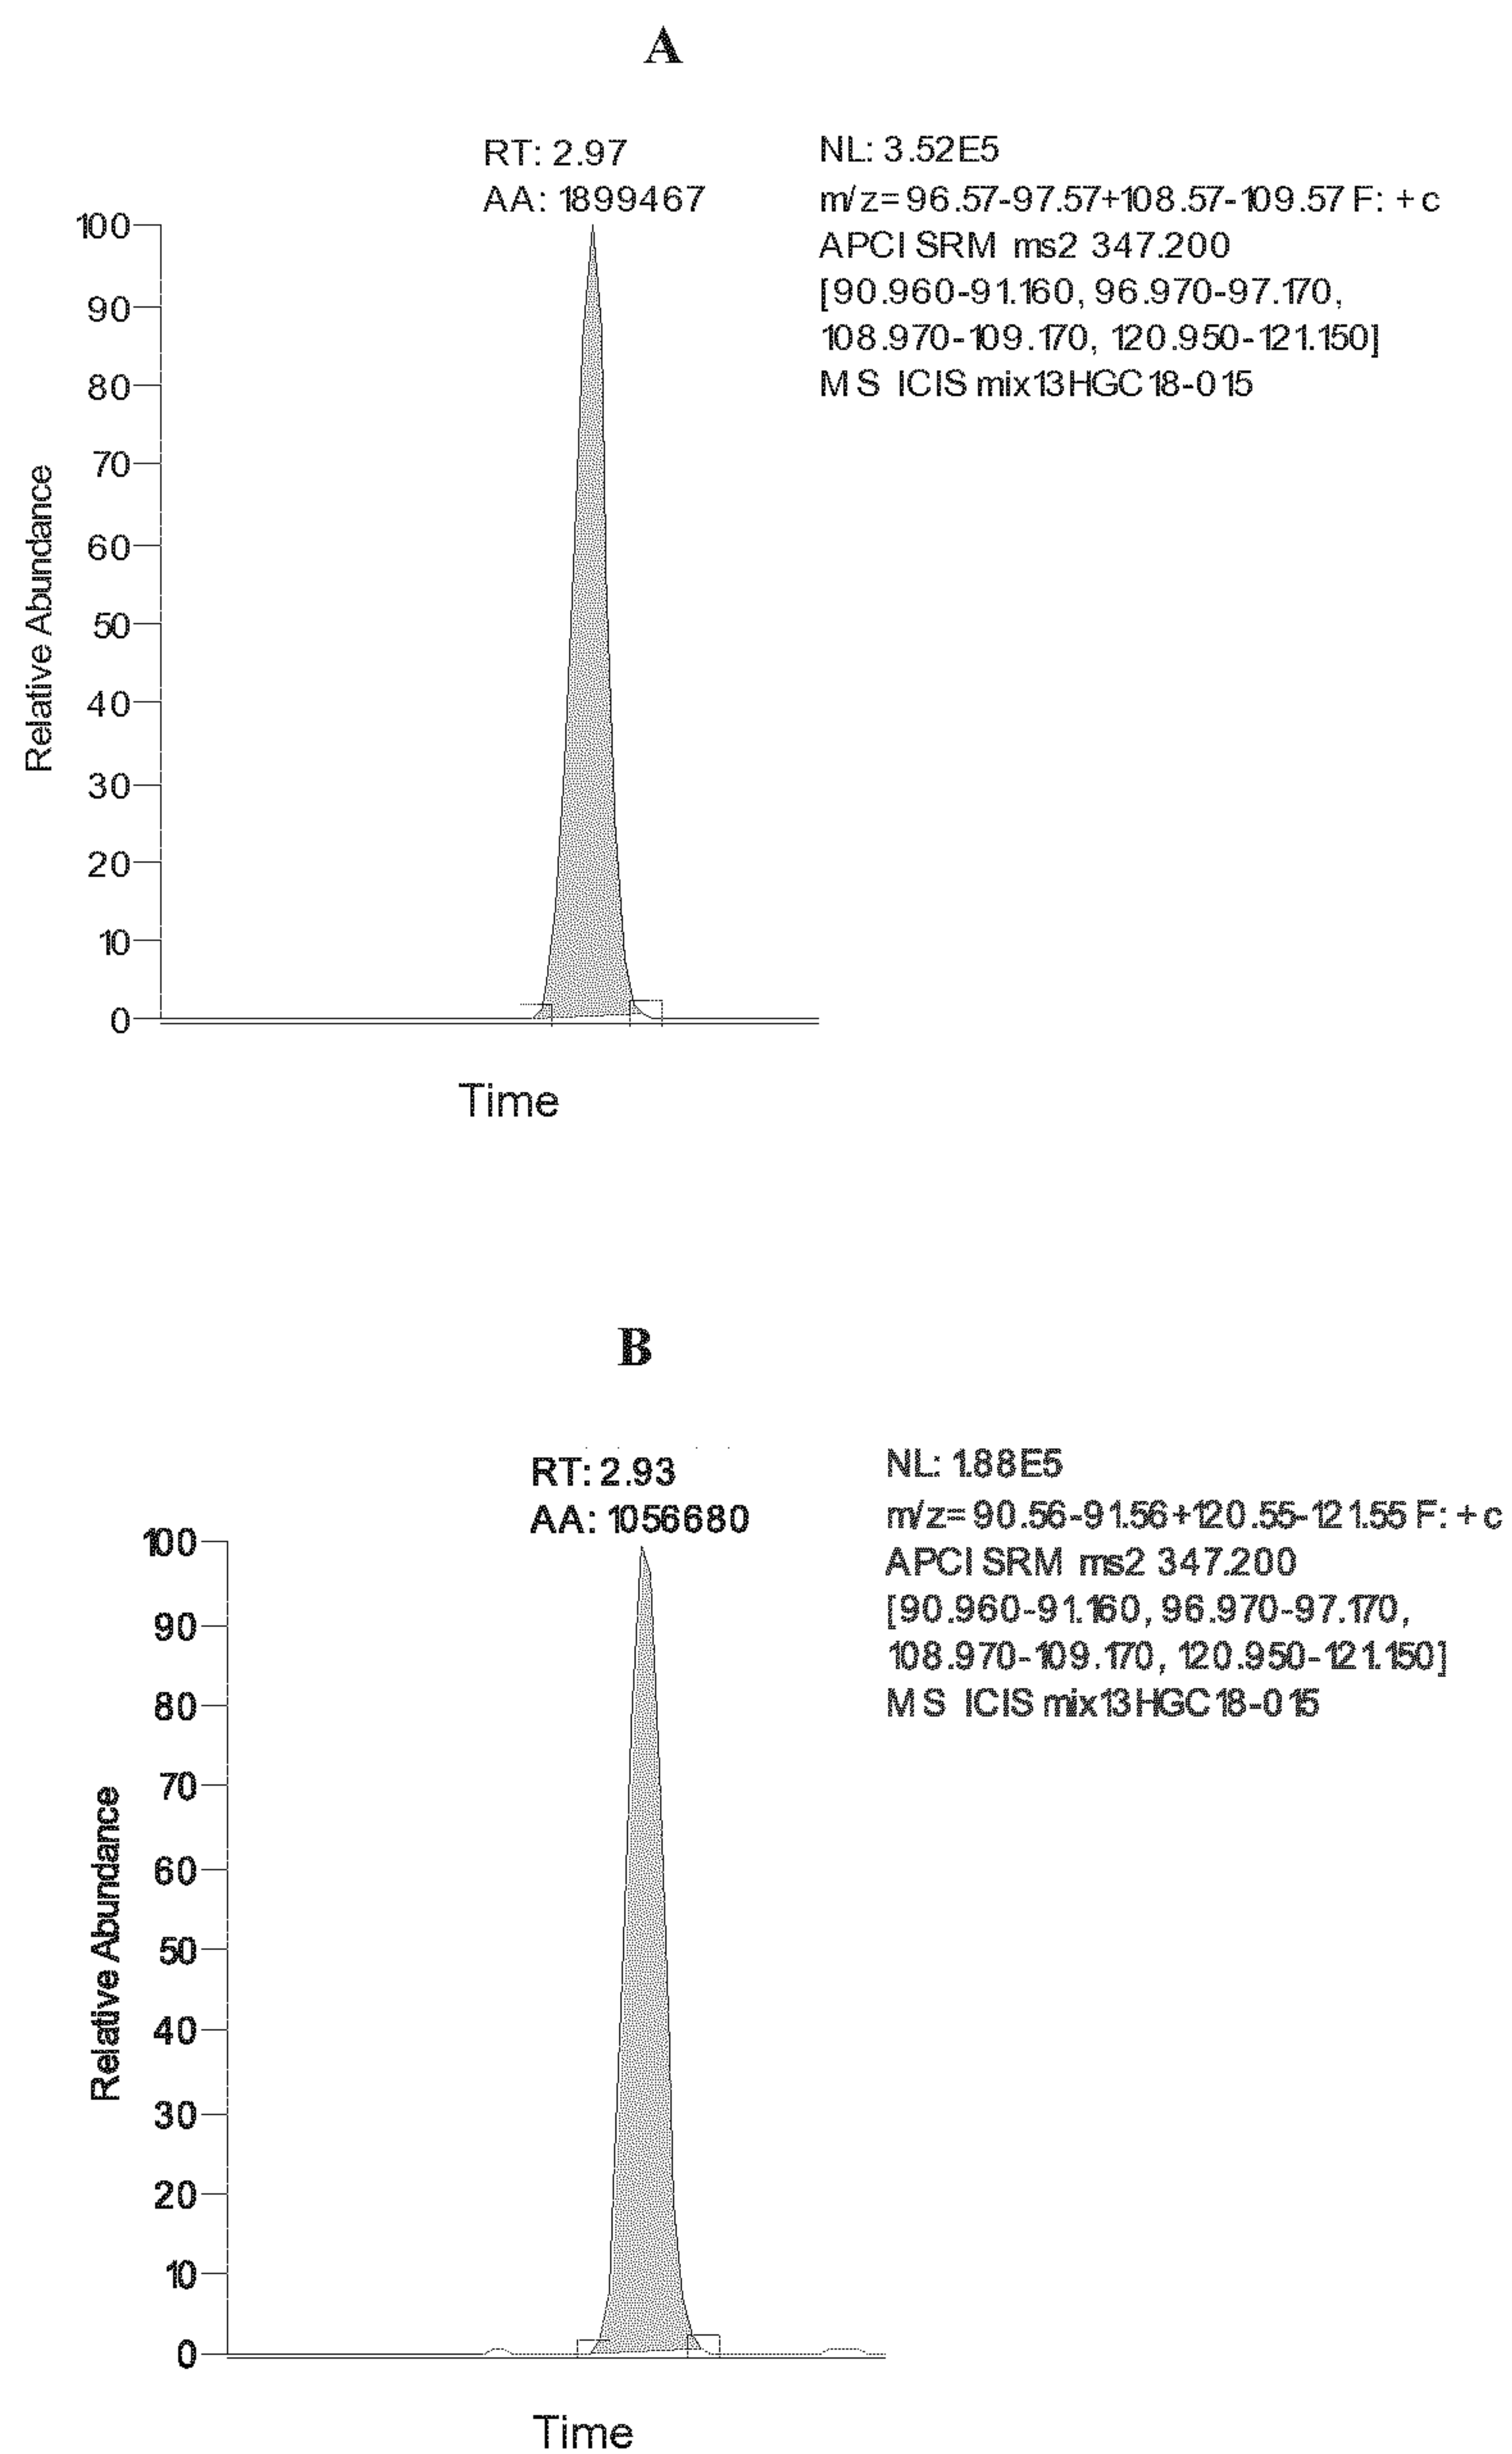 A
RT: 2.97
AA: 1899467
NL: 3.52E5
m/z= 96.57-97.57+108.57-109.57 F: + c
APCI SRM ms2 347.200
[90.960-91.160, 96.970-97.170,
108.970-109.170, 120.950-121.150]
MS ICIS mix13HGC18-015
100
90
80
70
60
50
40
30
20
10
0
Relative Abundance
Time
B
RT: 2.93
AA: 1056680
NL: 1.88E5
m/z= 90.56-91.56+120.55-121.55 F: + c
APCI SRM ms2 347.200
[90.960-91.160, 96.970-97.170,
108.970-109.170, 120.950-121.150]
MS ICIS mix13HGC18-015
100
90
80
70
60
50
40
30
20
10
0
Relative Abundance
Time